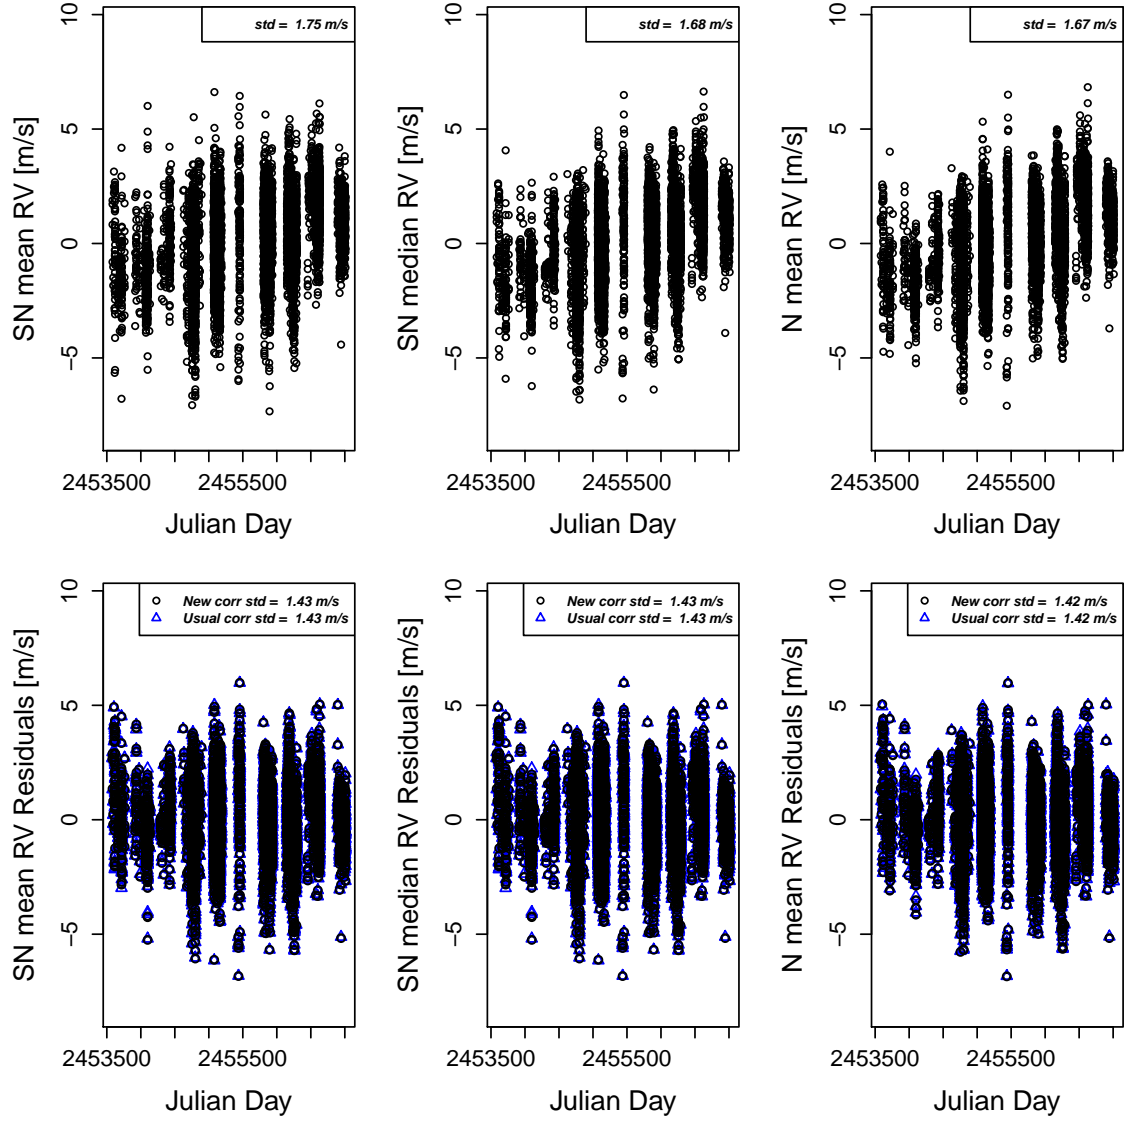 SN mean RV [m/s]
10
5
0
−5
std = 1.75 m/s
2453500
2455500
Julian Day
SN median RV [m/s]
10
5
0
−5
std = 1.68 m/s
2453500
2455500
Julian Day
N mean RV [m/s]
10
5
0
−5
std = 1.67 m/s
2453500
2455500
Julian Day
SN mean RV Residuals [m/s]
10
5
0
−5
New corr std = 1.43 m/s
Usual corr std = 1.43 m/s
2453500
2455500
Julian Day
SN median RV Residuals [m/s]
10
5
0
−5
New corr std = 1.43 m/s
Usual corr std = 1.43 m/s
2453500
2455500
Julian Day
N mean RV Residuals [m/s]
10
5
0
−5
New corr std = 1.42 m/s
Usual corr std = 1.42 m/s
2453500
2455500
Julian Day